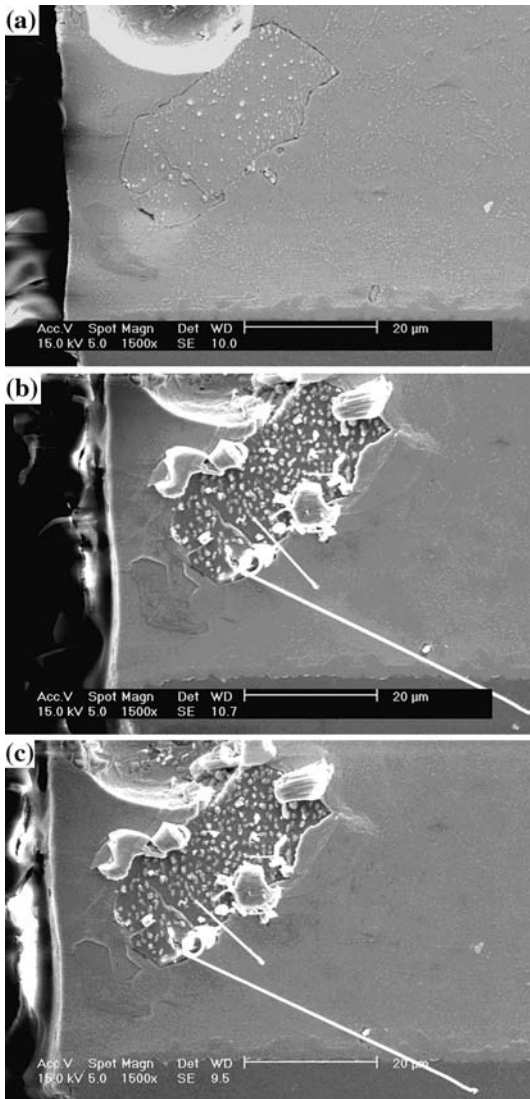 (a)
Acc.V Spot Magn Det WD 20 µm
15.0 kV 5.0 1500x SE 10.0
(b)
Acc.V Spot Magn Det WD 20 µm
15.0 kV 5.0 1500x SE 10.7
(c)
Acc.V Spot Magn Det WD 20 µm
15.0 kV 5.0 1500x SE 9.5